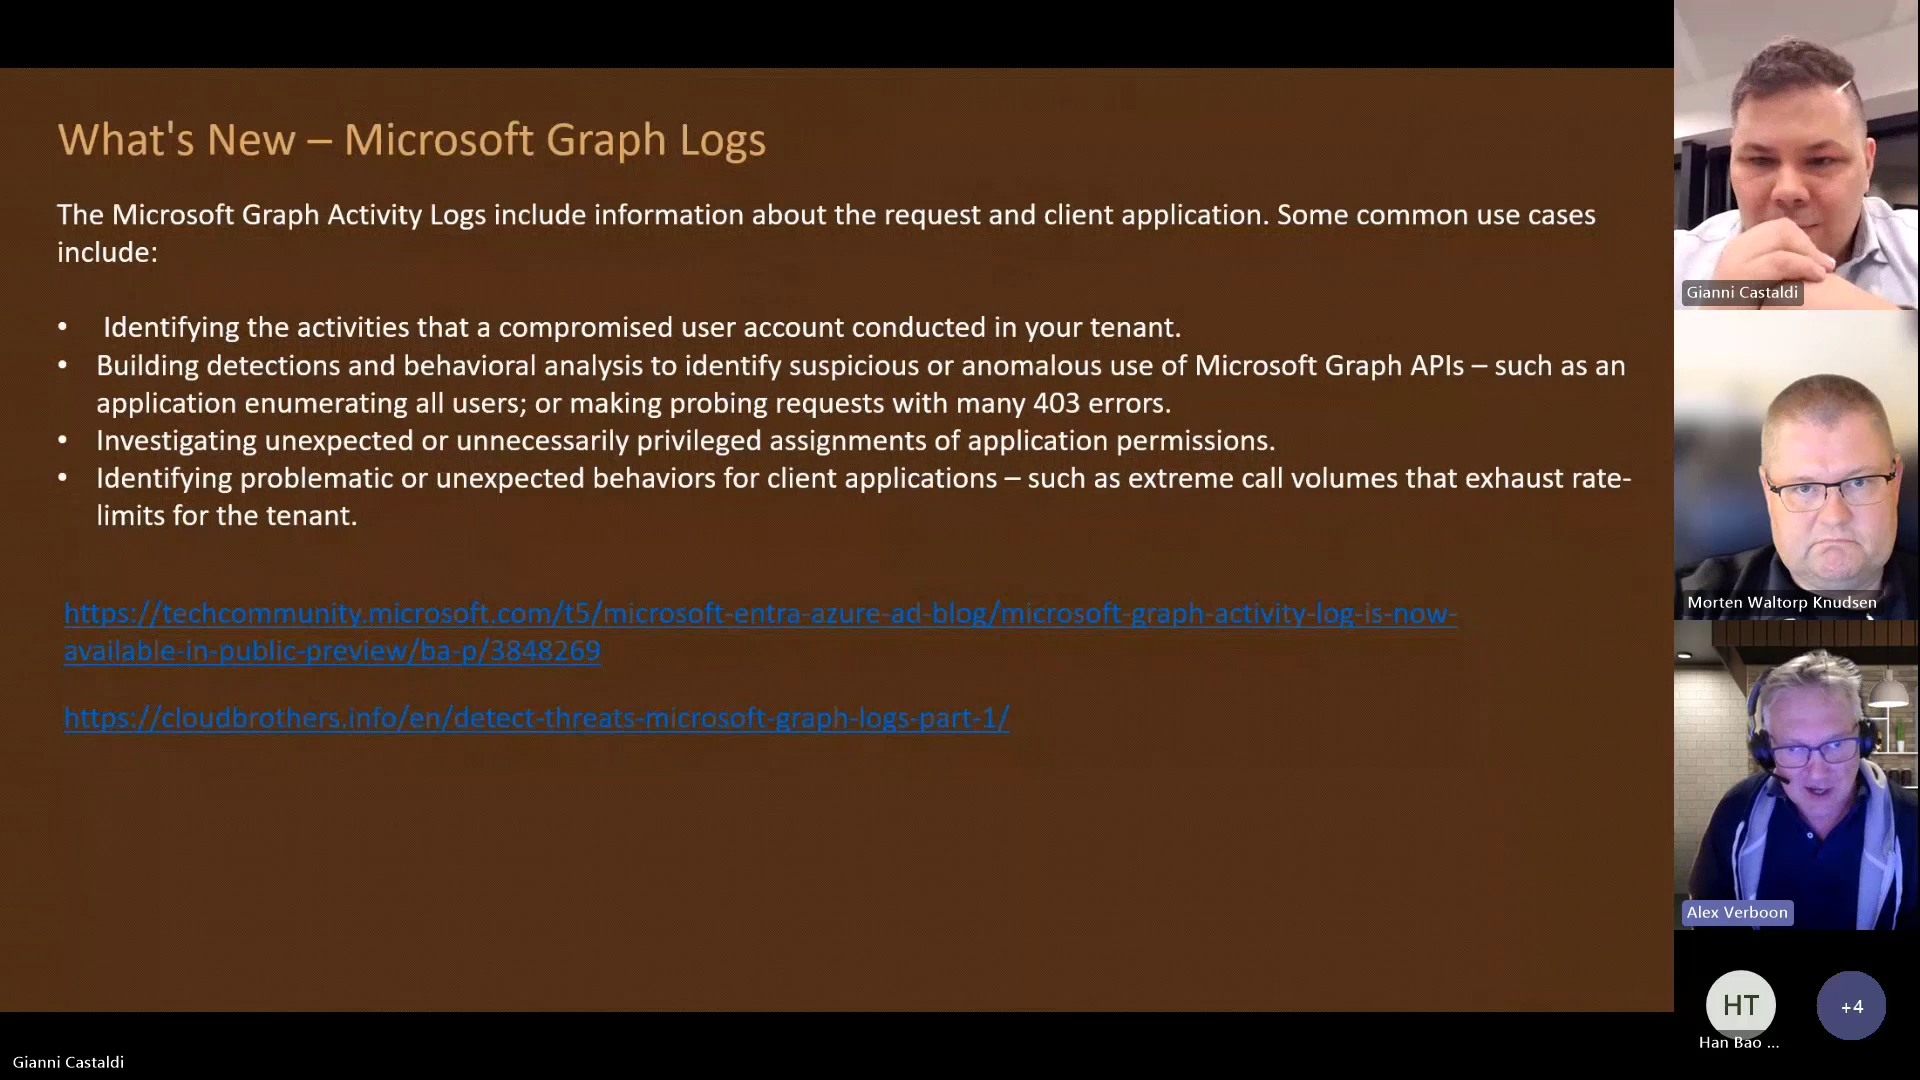 What's New – Microsoft Graph Logs
The Microsoft Graph Activity Logs include information about the request and client application. Some common use cases
include:
• Identifying the activities that a compromised user account conducted in your tenant.
• Building detections and behavioral analysis to identify suspicious or anomalous use of Microsoft Graph APIs – such as an
application enumerating all users; or making probing requests with many 403 errors.
• Investigating unexpected or unnecessarily privileged assignments of application permissions.
• Identifying problematic or unexpected behaviors for client applications – such as extreme call volumes that exhaust rate-
limits for the tenant.
https://techcommunity.microsoft.com/t5/microsoft-entra-azure-ad-blog/microsoft-graph-activity-log-is-now-
available-in-public-preview/ba-p/3848269
https://cloudbrothers.info/en/detect-threats-microsoft-graph-logs-part-1/
Gianni Castaldi
Morten Waltorp Knudsen
Alex Verboon
HT
+4
Han Bao ...
Gianni Castaldi